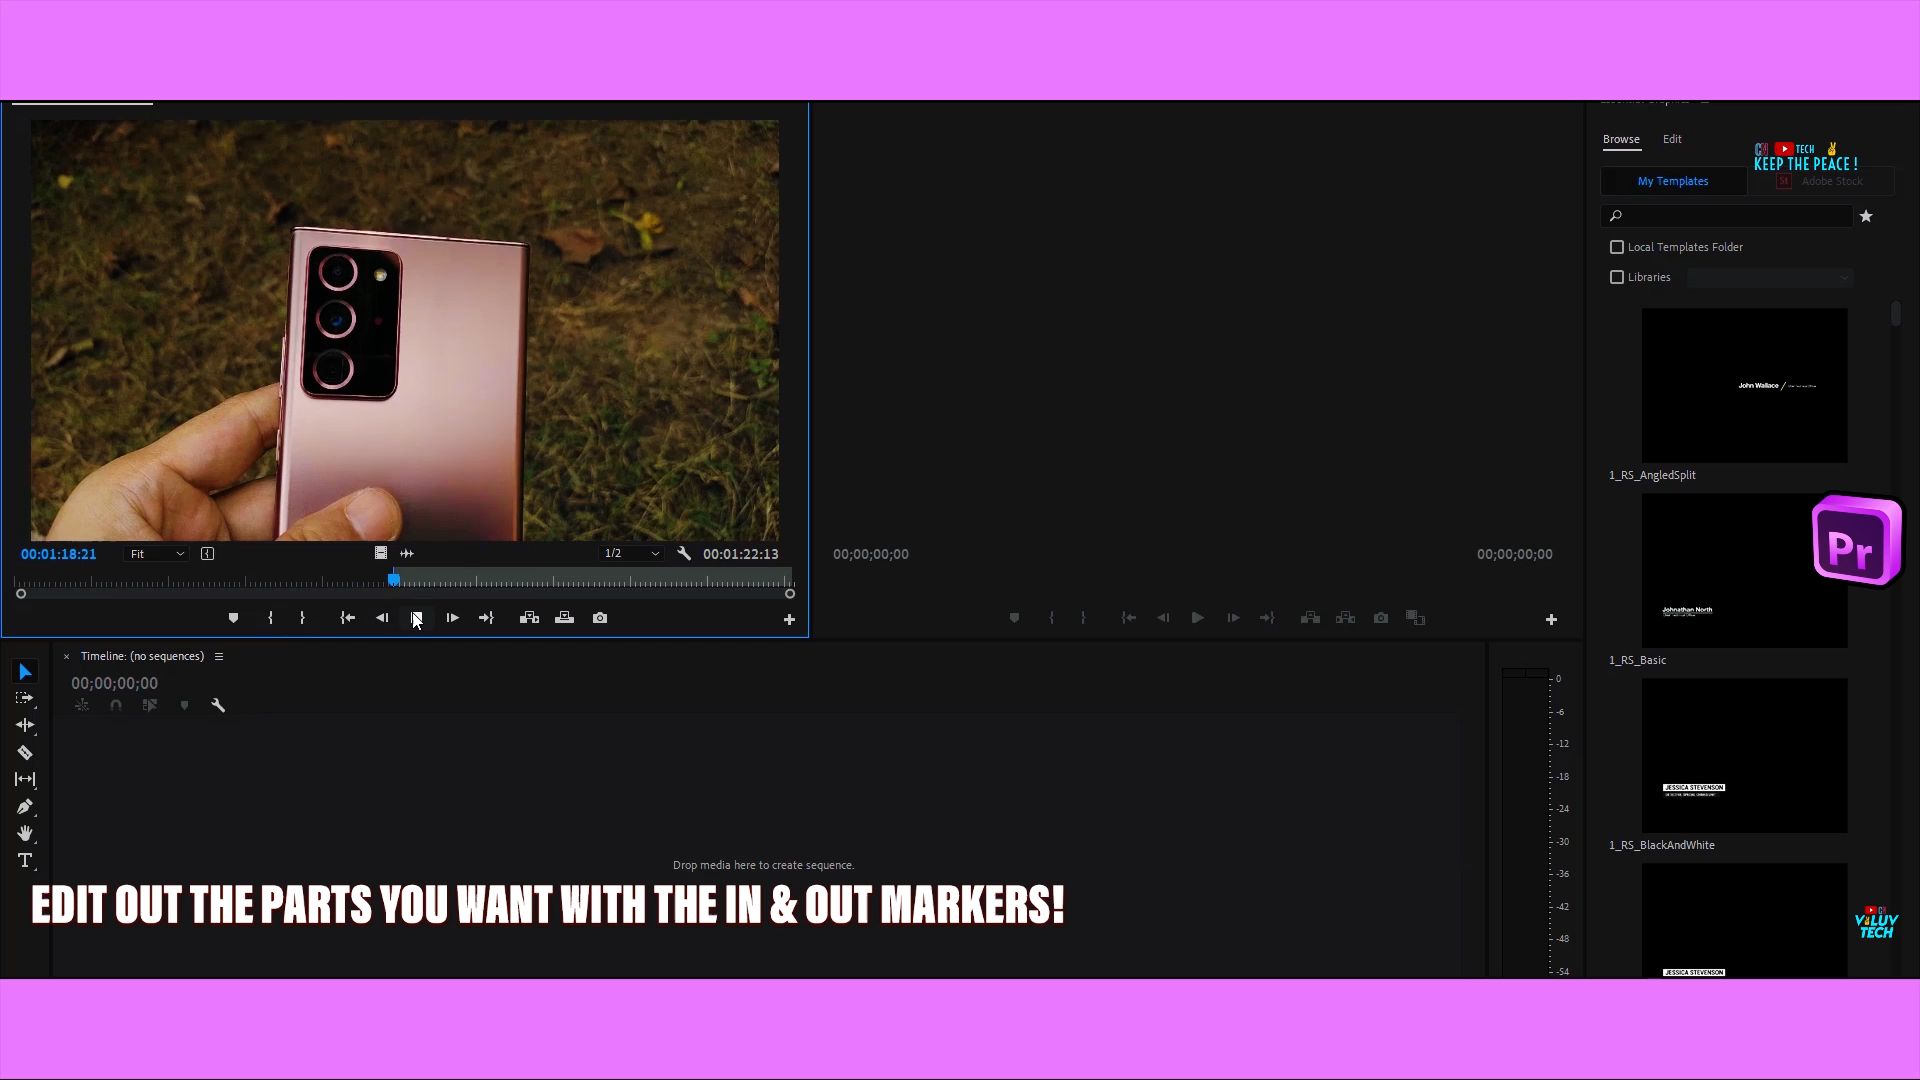 Browse
Edit
TECH
KEEP THE PEACE !
My Templates
St
Adobe Stock
Local Templates Folder
Libraries
John Wallace
1_RS_AngledSplit
Pr
Johnathan North
1_RS_Basic
JESSICA STEVENSON
1_RS_BlackAndWhite
JESSICA STEVENSON
00:01:18:21
Fit
1/2
00:01:22:13
00;00;00;00
00;00;00;00
Timeline: (no sequences)
00;00;00;00
0
-6
-12
-18
-24
-30
-36
-42
-48
-54
Drop media here to create sequence.
EDIT OUT THE PARTS YOU WANT WITH THE IN & OUT MARKERS!
LUV
TECH